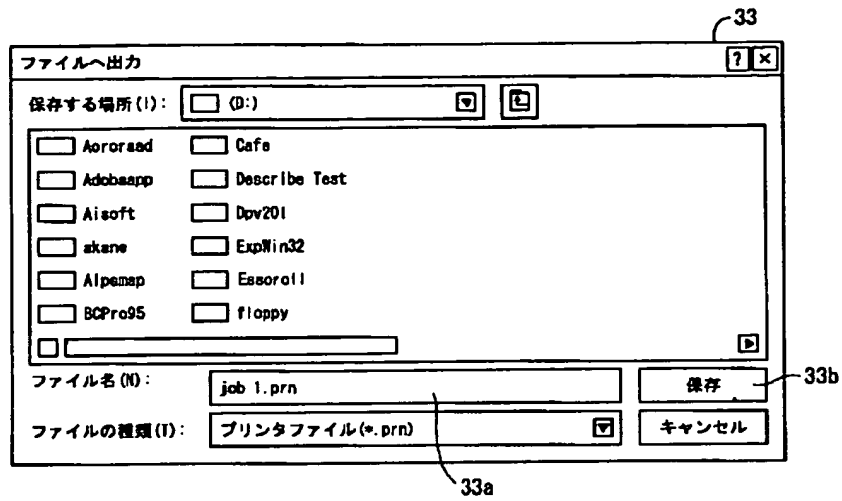 33
ファイルへ出力 ? ×
保存する場所(I): (D:)
Aororaad Cafe
Adobaapp Describe Test
Aisoft Dpv201
akane ExpWin32
Alpsmap Essoroll
BCPro95 floppy
ファイル名(N): job 1.prn 保存 33b
ファイルの種類(T): プリンタファイル(*.prn) キャンセル
33a